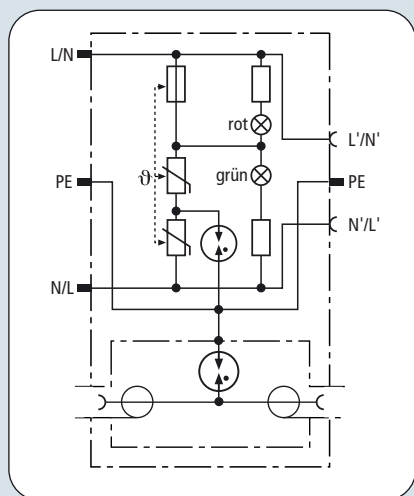 L/N
rot
L'/N'
PE
ϑ
grün
PE
N'/L'
N/L